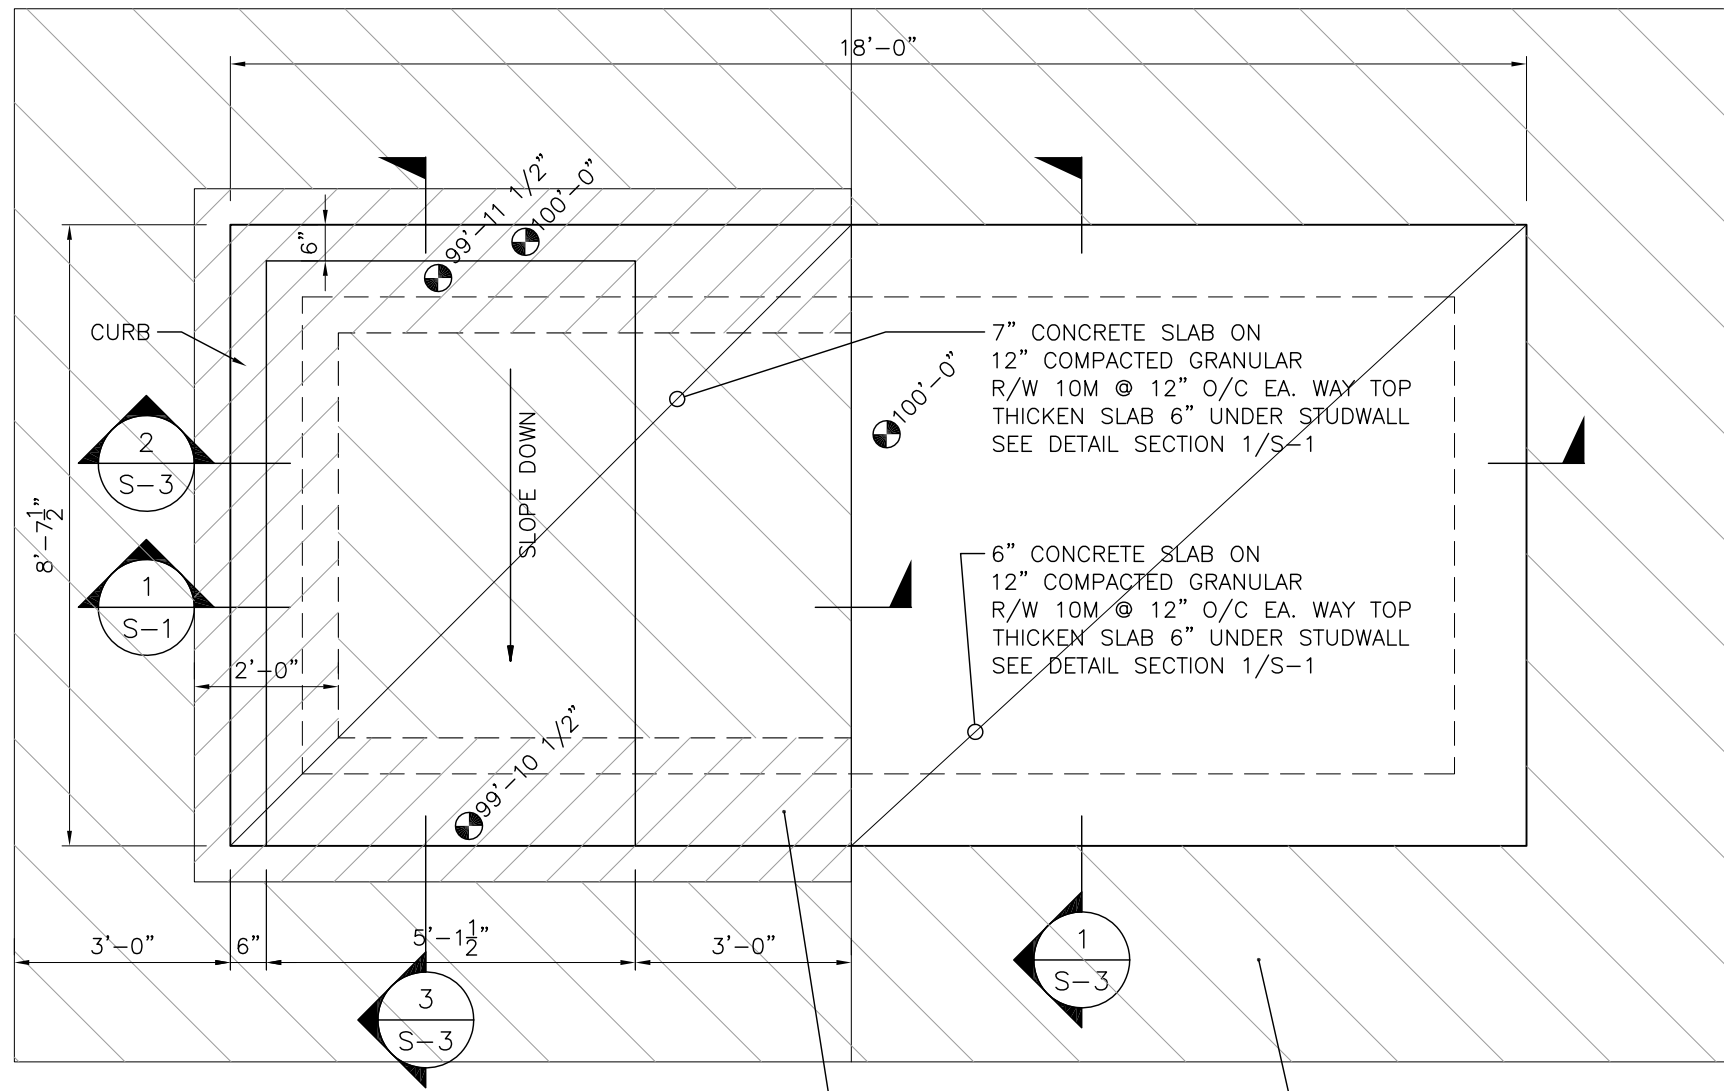 18'-0"
99'-11 1/2"
100'-0"
6"
CURB
7" CONCRETE SLAB ON
12" COMPACTED GRANULAR
R/W 10M @ 12" O/C EA. WAY TOP
THICKEN SLAB 6" UNDER STUDWALL
SEE DETAIL SECTION 1/S-1
100'-0"
SLOPE DOWN
2
S-3
8'-7 1/2"
6" CONCRETE SLAB ON
12" COMPACTED GRANULAR
R/W 10M @ 12" O/C EA. WAY TOP
THICKEN SLAB 6" UNDER STUDWALL
SEE DETAIL SECTION 1/S-1
1
S-1
2'-0"
99'-10 1/2"
3'-0"
6"
5'-1 1/2"
3'-0"
1
S-3
3
S-3